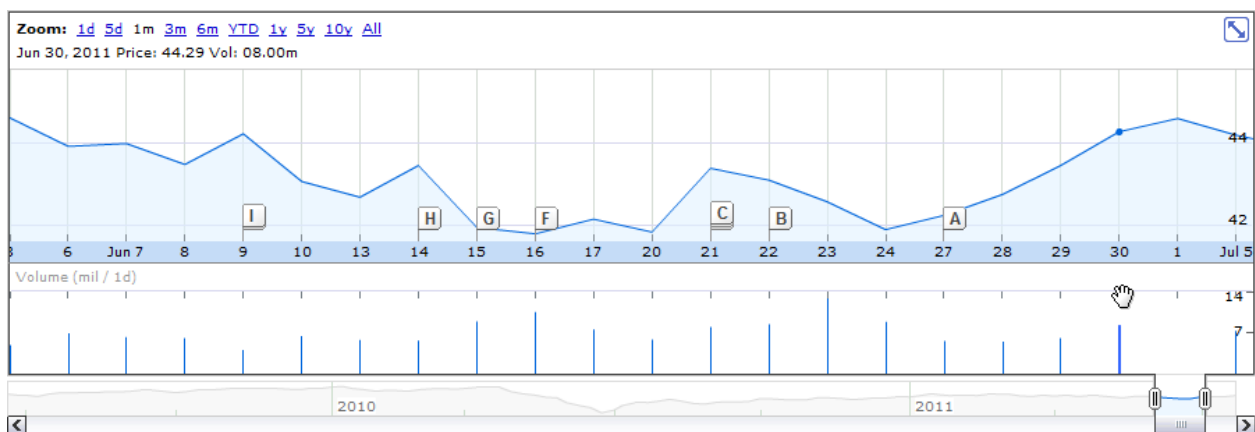 Zoom: 1d 5d 1m 3m 6m YTD 1y 5y 10y All
Jun 30, 2011 Price: 44.29 Vol: 08.00m
44
I H G F C B A 42
3 6 Jun 7 8 9 10 13 14 15 16 17 20 21 22 23 24 27 28 29 30 1 Jul 5
Volume (mil / 1d)
14
7
2010 2011